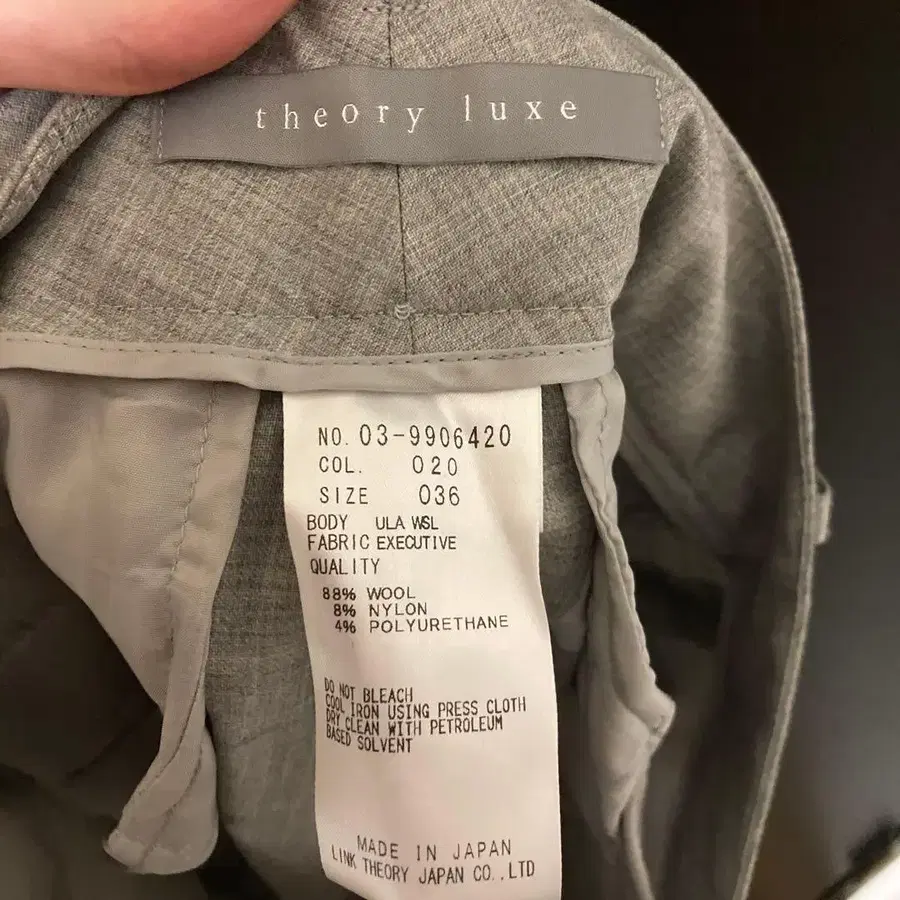 theory luxe
NO. 03-9906420
COL. 020
SIZE 036
BODY ULA WSL
FABRIC EXECUTIVE
QUALITY
88% WOOL
8% NYLON
4% POLYURETHANE
DO NOT BLEACH
COOL IRON USING PRESS CLOTH
DRY CLEAN WITH PETROLEUM
BASED SOLVENT
MADE IN JAPAN
LINK THEORY JAPAN CO.,LTD